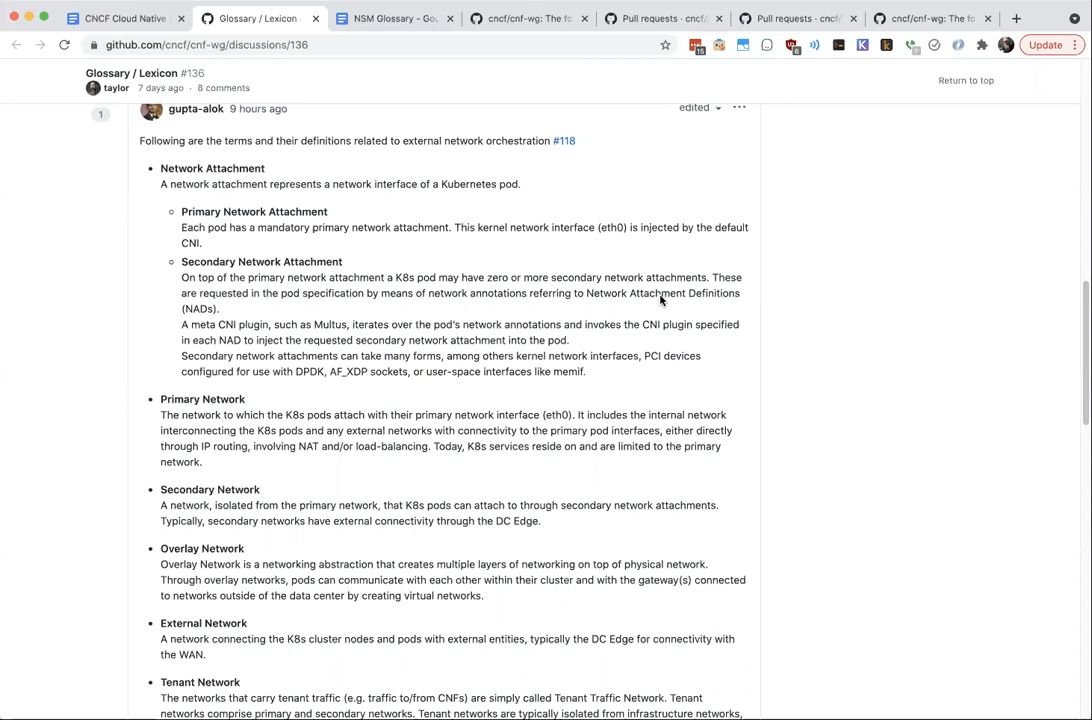 CNCF Cloud Native
Glossary / Lexicon
NSM Glossary - Goo
cncf/cnf-wg: The fo
Pull requests · cncf/
Pull requests · cncf/
cncf/cnf-wg: The fo
github.com/cncf/cnf-wg/discussions/136
15
6
1
Update
Glossary / Lexicon #136
taylor 7 days ago · 8 comments
Return to top
1
gupta-alok 9 hours ago
edited
Following are the terms and their definitions related to external network orchestration #118
• Network Attachment
A network attachment represents a network interface of a Kubernetes pod.
Primary Network Attachment
Each pod has a mandatory primary network attachment. This kernel network interface (eth0) is injected by the default
CNI.
Secondary Network Attachment
On top of the primary network attachment a K8s pod may have zero or more secondary network attachments. These
are requested in the pod specification by means of network annotations referring to Network Attachment Definitions
(NADs).
A meta CNI plugin, such as Multus, iterates over the pod's network annotations and invokes the CNI plugin specified
in each NAD to inject the requested secondary network attachment into the pod.
Secondary network attachments can take many forms, among others kernel network interfaces, PCI devices
configured for use with DPDK, AF_XDP sockets, or user-space interfaces like memif.
• Primary Network
The network to which the K8s pods attach with their primary network interface (eth0). It includes the internal network
interconnecting the K8s pods and any external networks with connectivity to the primary pod interfaces, either directly
through IP routing, involving NAT and/or load-balancing. Today, K8s services reside on and are limited to the primary
network.
• Secondary Network
A network, isolated from the primary network, that K8s pods can attach to through secondary network attachments.
Typically, secondary networks have external connectivity through the DC Edge.
• Overlay Network
Overlay Network is a networking abstraction that creates multiple layers of networking on top of physical network.
Through overlay networks, pods can communicate with each other within their cluster and with the gateway(s) connected
to networks outside of the data center by creating virtual networks.
• External Network
A network connecting the K8s cluster nodes and pods with external entities, typically the DC Edge for connectivity with
the WAN.
• Tenant Network
The networks that carry tenant traffic (e.g. traffic to/from CNFs) are simply called Tenant Traffic Network. Tenant
networks comprise primary and secondary networks. Tenant networks are typically isolated from infrastructure networks,